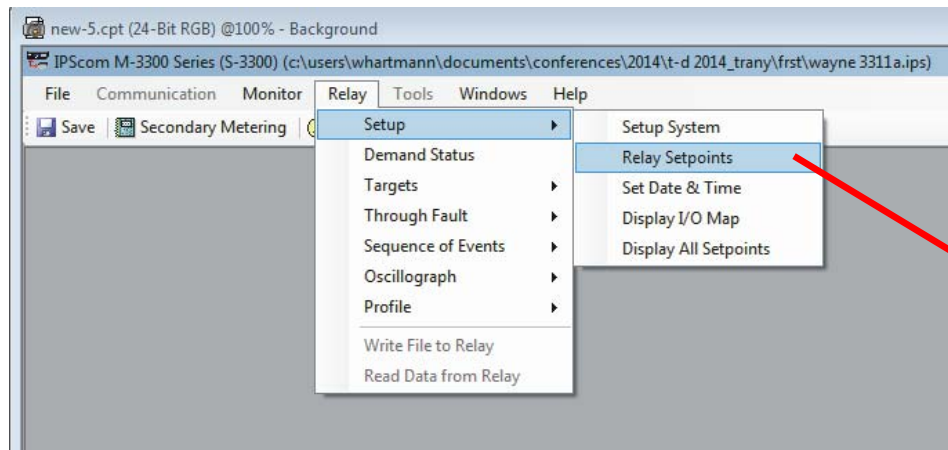 new-5.cpt (24-Bit RGB) @100% - Background
IPScom M-3300 Series (S-3300) (c:\users\whartmann\documents\conferences\2014\t-d 2014_trany\frst\wayne 3311a.ips)
File Communication Monitor Relay Tools Windows Help
Save Secondary Metering
Setup
Demand Status
Targets
Through Fault
Sequence of Events
Oscillograph
Profile
Write File to Relay
Read Data from Relay
Setup System
Relay Setpoints
Set Date & Time
Display I/O Map
Display All Setpoints